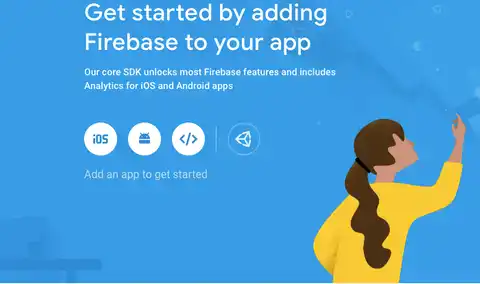 Get started by adding
Firebase to your app
Our core SDK unlocks most Firebase features and includes
Analytics for iOS and Android apps
iOS
</>
Add an app to get started